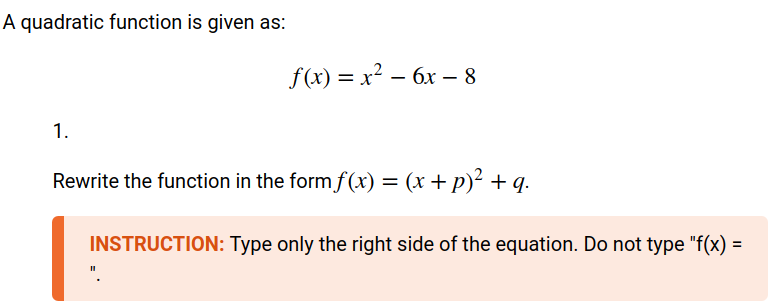 A quadratic function is given as:
f(x) = x² − 6x − 8
1.
Rewrite the function in the form f(x) = (x + p)² + q.
INSTRUCTION: Type only the right side of the equation. Do not type "f(x) =
".